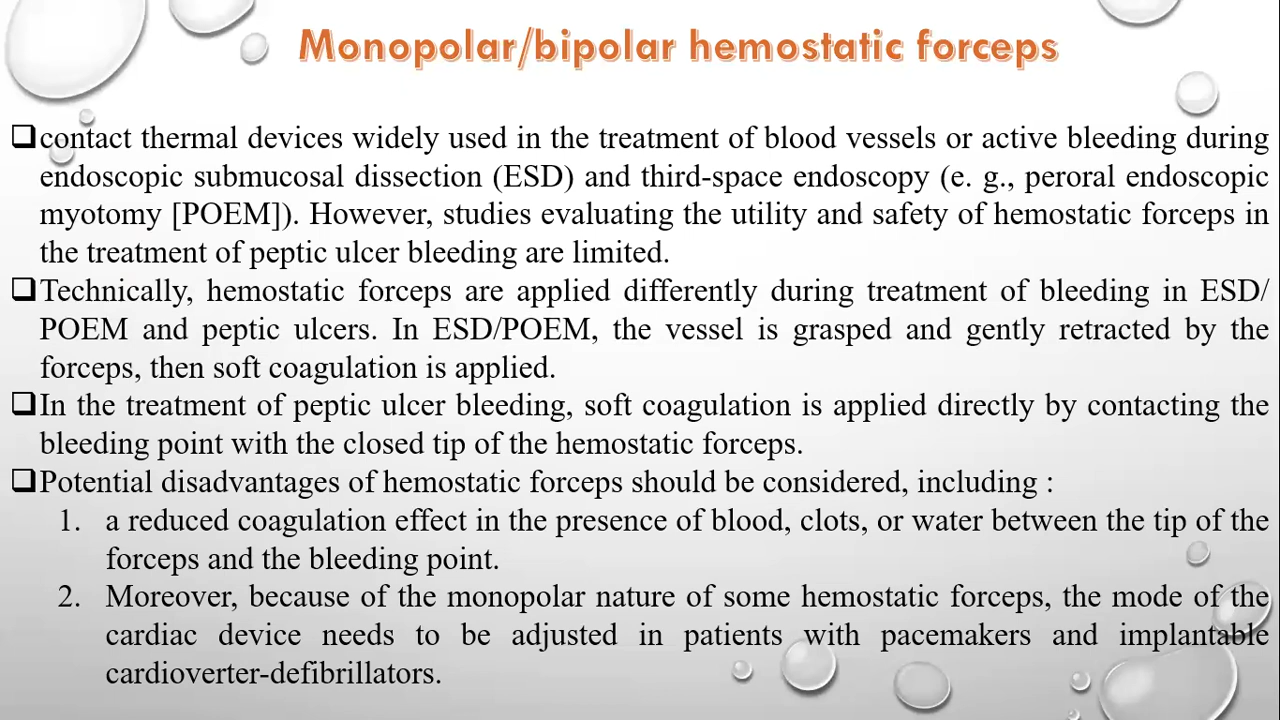 Monopolar/bipolar hemostatic forceps
❑contact thermal devices widely used in the treatment of blood vessels or active bleeding during
endoscopic submucosal dissection (ESD) and third-space endoscopy (e. g., peroral endoscopic
myotomy [POEM]). However, studies evaluating the utility and safety of hemostatic forceps in
the treatment of peptic ulcer bleeding are limited.
❑Technically, hemostatic forceps are applied differently during treatment of bleeding in ESD/
POEM and peptic ulcers. In ESD/POEM, the vessel is grasped and gently retracted by the
forceps, then soft coagulation is applied.
❑In the treatment of peptic ulcer bleeding, soft coagulation is applied directly by contacting the
bleeding point with the closed tip of the hemostatic forceps.
❑Potential disadvantages of hemostatic forceps should be considered, including :
1. a reduced coagulation effect in the presence of blood, clots, or water between the tip of the
forceps and the bleeding point.
2. Moreover, because of the monopolar nature of some hemostatic forceps, the mode of the
cardiac device needs to be adjusted in patients with pacemakers and implantable
cardioverter-defibrillators.